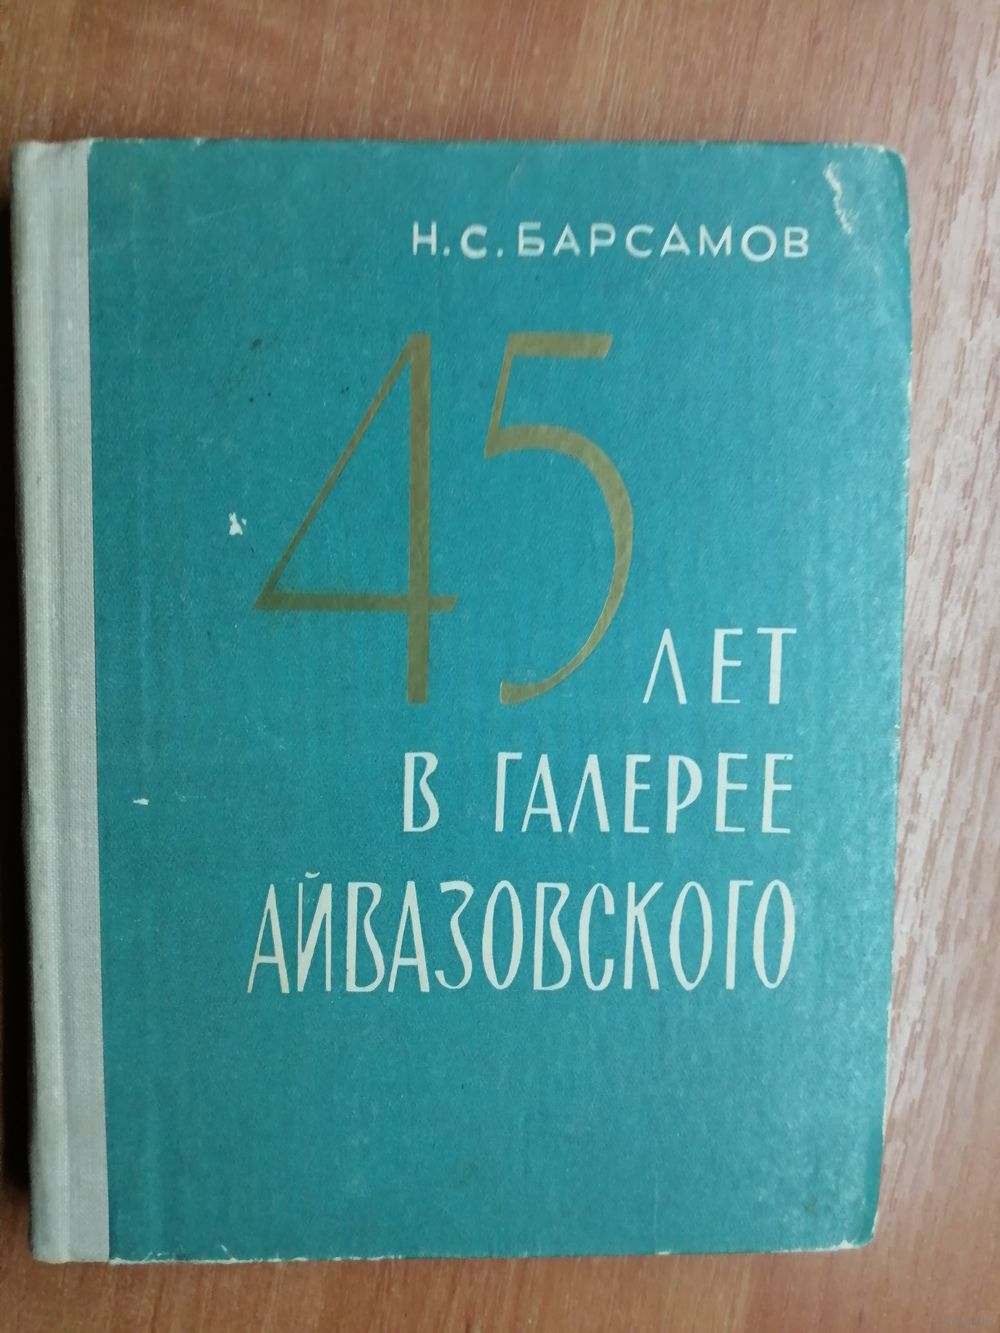 Н.С. БАРСАМОВ
45 ЛЕТ
В ГАЛЕРЕЕ
АЙВАЗОВСКОГО